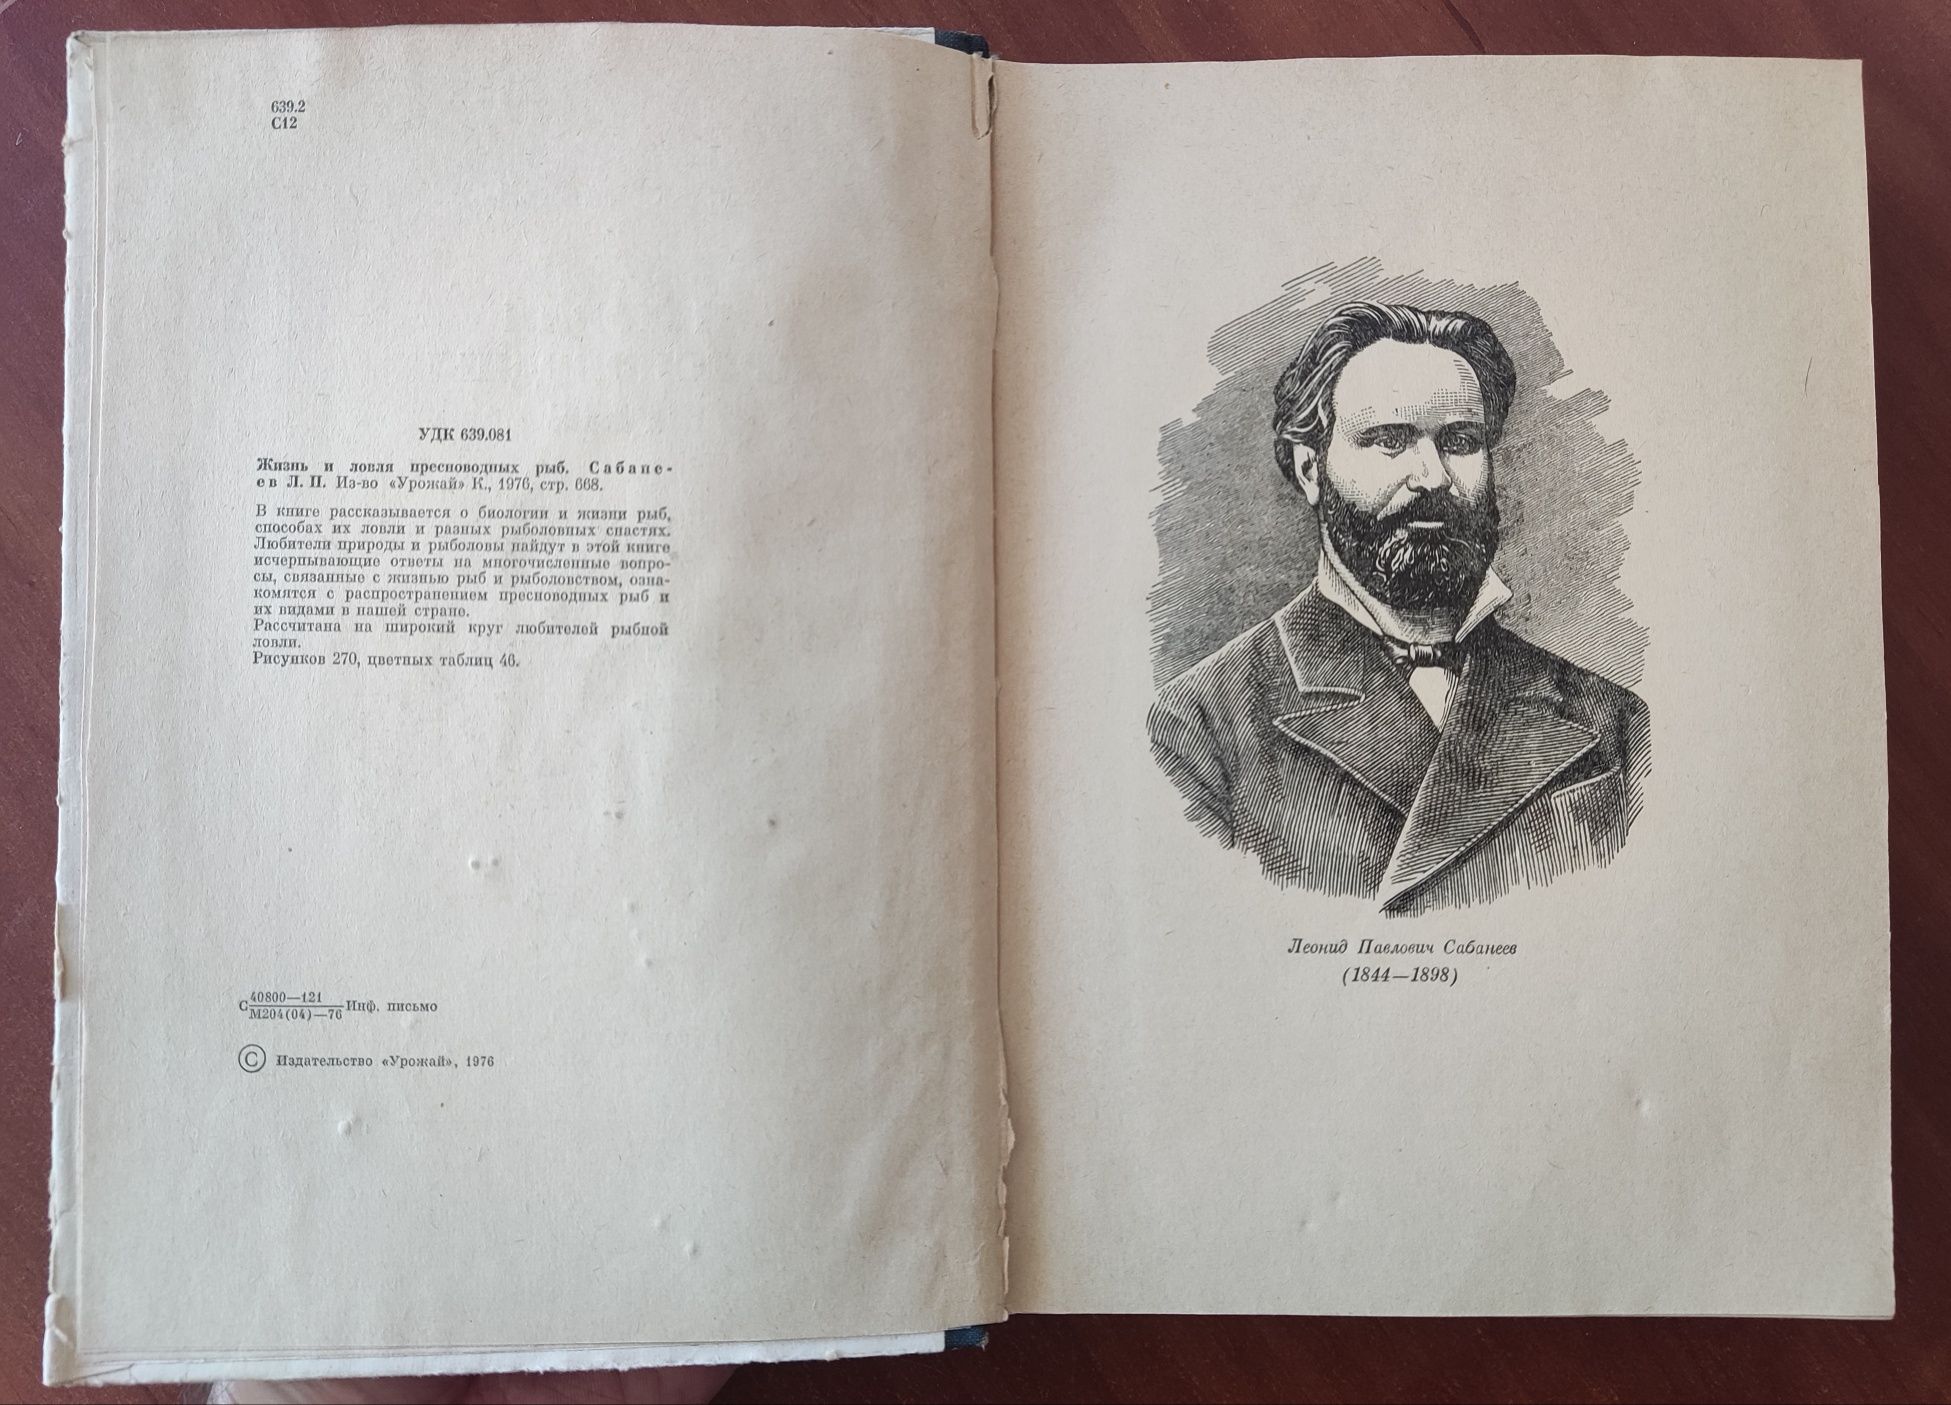 639.2
С12
УДК 639.081
Жизнь и ловля пресноводных рыб. Сабане-
ев Л. П. Из-во «Урожай» К., 1976, стр. 668.
В книге рассказывается о биологии и жизни рыб,
способах их ловли и разных рыболовных снастях.
Любители природы и рыболовы найдут в этой книге
исчерпывающие ответы на многочисленные вопро-
сы, связанные с жизнью рыб и рыболовством, озна-
комятся с распространением пресноводных рыб и
их видами в нашей стране.
Рассчитана на широкий круг любителей рыбной
ловли.
Рисунков 270, цветных таблиц 46.
40800—121
С Инф. письмо
М204(04)—76
© Издательство «Урожай», 1976
Леонид Павлович Сабанеев
(1844—1898)